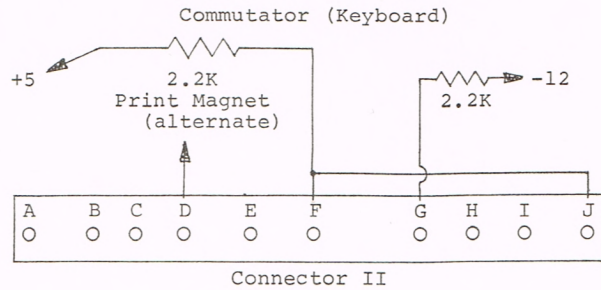 Commutator (Keyboard)
+5
2.2K
Print Magnet
(alternate)
-12
2.2K
A B C D E F G H I J
Connector II